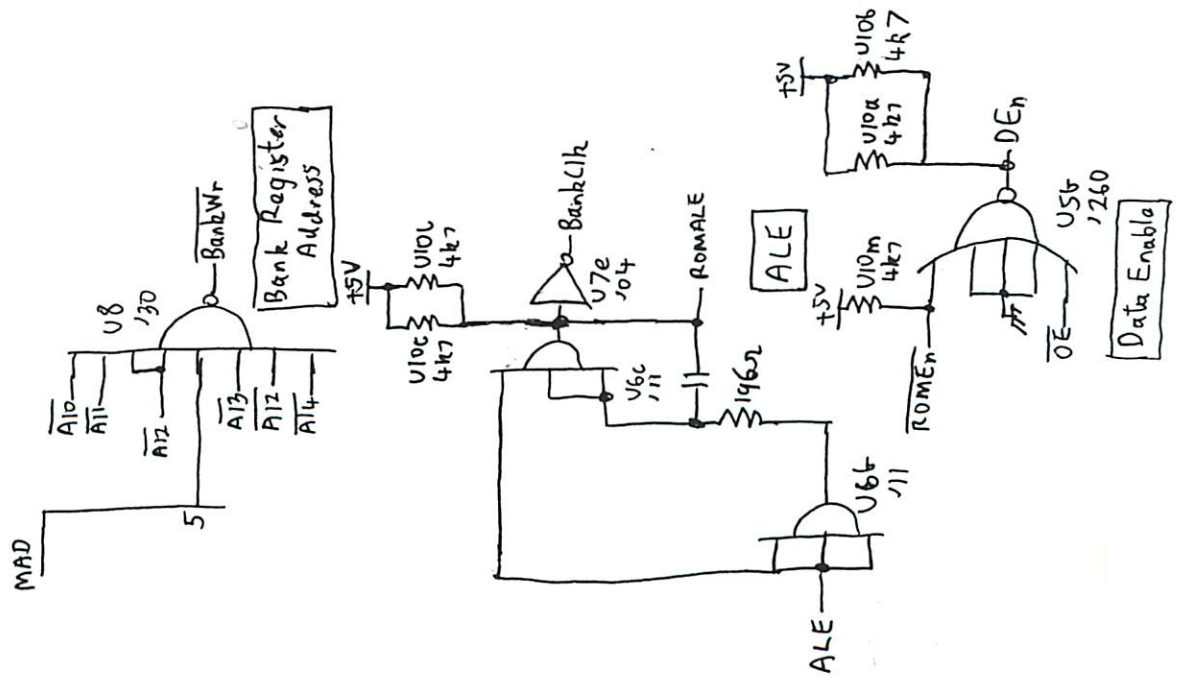 MAD
5
A10
A11
A12
A13
A12
A14
U8
'30
BankWr
Bank Register
Address
+5V
U10c
4k7
U10b
4k7
U6c
'11
U7e
'04
BankClk
ROMALE
196Ω
U6b
'11
ALE
ALE
+5V
U10m
4k7
ROMEn
OE
+5V
U10a
4k7
U10b
4k7
DEn
U5b
'260
Data Enable